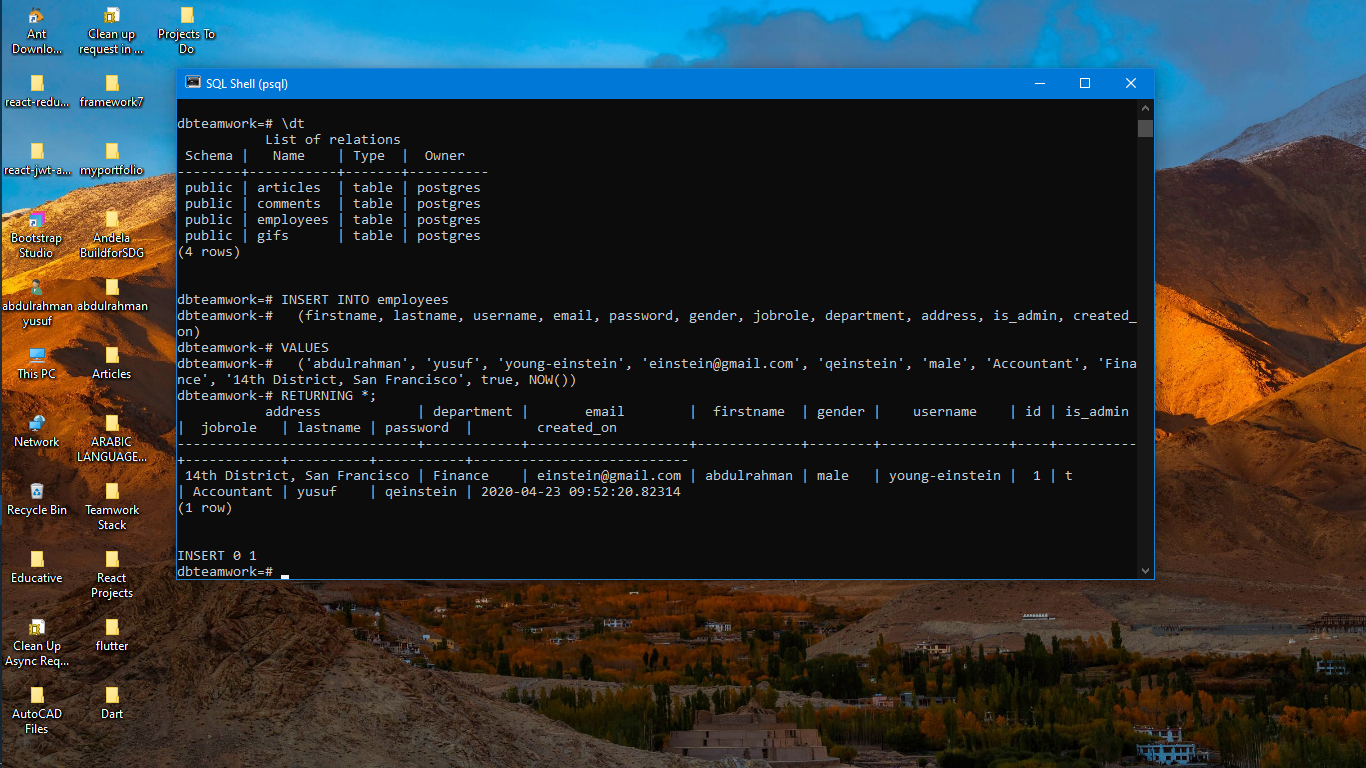 Ant
Downlo...
Clean up
request in ...
Projects To
Do
react-redu...
framework7
react-jwt-a...
myportfolio
Bootstrap
Studio
Andela
BuildforSDG
abdulrahman
yusuf
abdulrahman
This PC
Articles
Network
ARABIC
LANGUAGE...
Recycle Bin
Teamwork
Stack
Educative
React
Projects
Clean Up
Async Req...
flutter
AutoCAD
Files
Dart
SQL Shell (psql)
dbteamwork=# \dt
List of relations
Schema | Name | Type | Owner
--------+-----------+-------+----------
public | articles | table | postgres
public | comments | table | postgres
public | employees | table | postgres
public | gifs | table | postgres
(4 rows)
dbteamwork=# INSERT INTO employees
dbteamwork-# (firstname, lastname, username, email, password, gender, jobrole, department, address, is_admin, created_
on)
dbteamwork-# VALUES
dbteamwork-# ('abdulrahman', 'yusuf', 'young-einstein', 'einstein@gmail.com', 'qeinstein', 'male', 'Accountant', 'Fina
nce', '14th District, San Francisco', true, NOW())
dbteamwork-# RETURNING *;
address | department | email | firstname | gender | username | id | is_admin
| jobrole | lastname | password | created_on
------------------------------+------------+--------------------+-------------+--------+----------------+----+----------
+------------+----------+-----------+---------------------------
14th District, San Francisco | Finance | einstein@gmail.com | abdulrahman | male | young-einstein | 1 | t
| Accountant | yusuf | qeinstein | 2020-04-23 09:52:20.82314
(1 row)
INSERT 0 1
dbteamwork=#